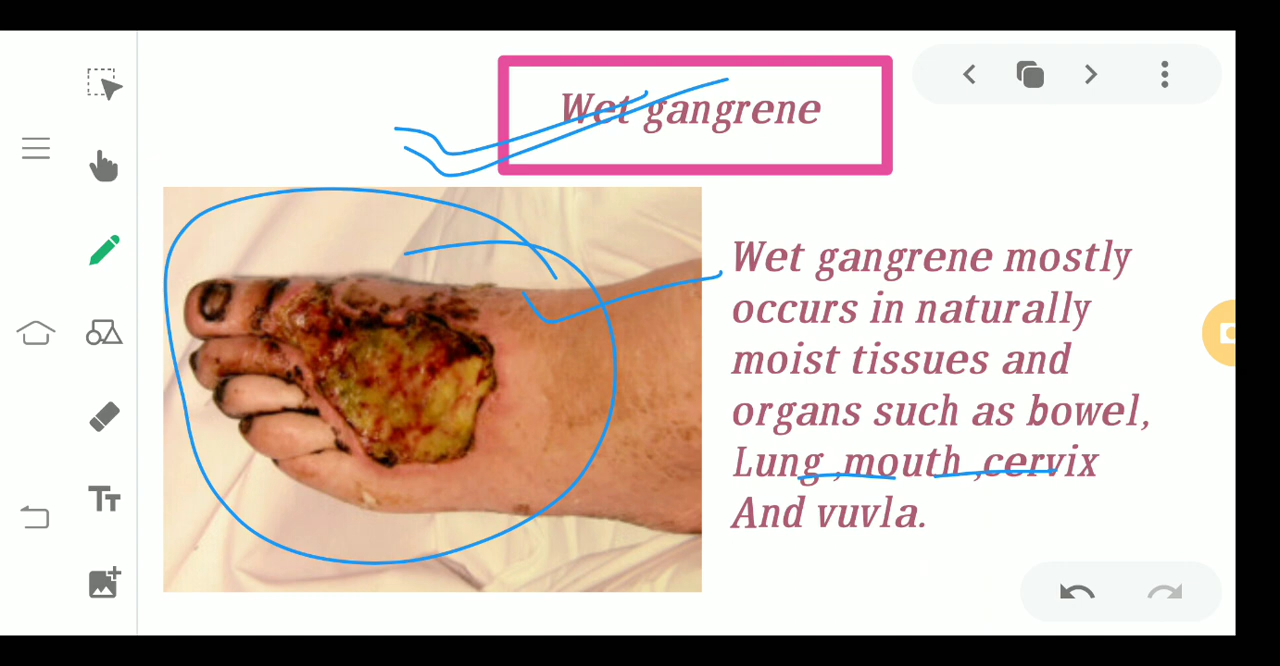 Wet gangrene
Wet gangrene mostly
occurs in naturally
moist tissues and
organs such as bowel,
Lung ,mouth ,cervix
And vuvla.
TT